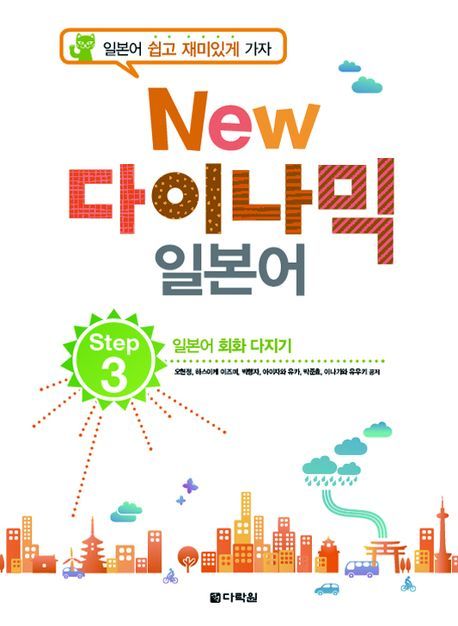 일본어 쉽고 재미있게 가자
New
다이나믹
일본어
Step
3
일본어 회화 다지기
오현정, 하스이케 이즈미, 박행자, 아이자와 유카, 박준효, 이나가와 유우키 공저
다락원